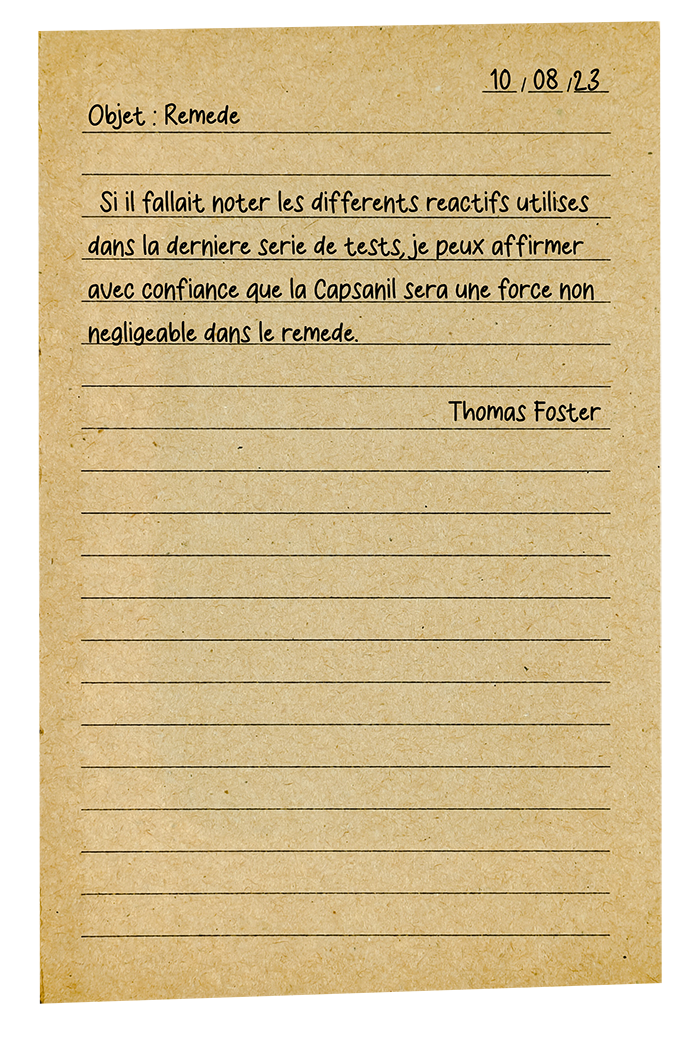 10 / 08 / 23
Objet : Remede
Si il fallait noter les differents reactifs utilises
dans la derniere serie de tests, je peux affirmer
avec confiance que la Capsanil sera une force non
negligeable dans le remede.
Thomas Foster